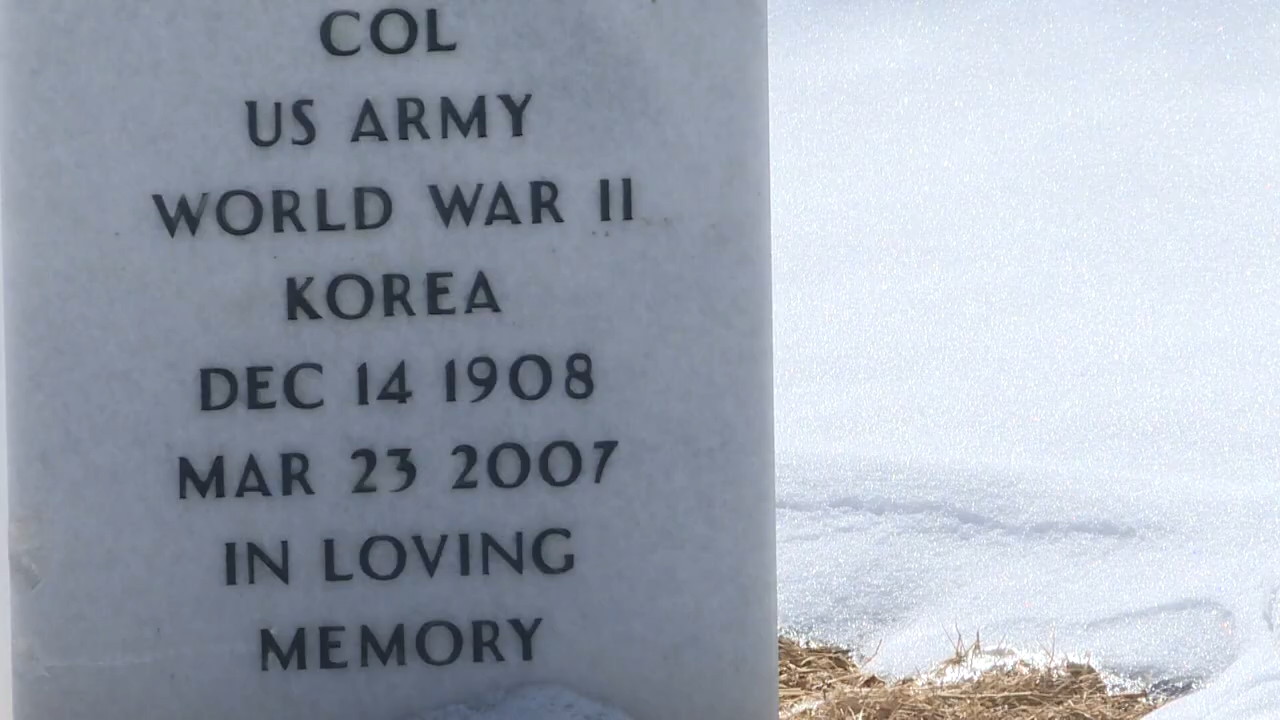 COL
US ARMY
WORLD WAR II
KOREA
DEC 14 1908
MAR 23 2007
IN LOVING
MEMORY